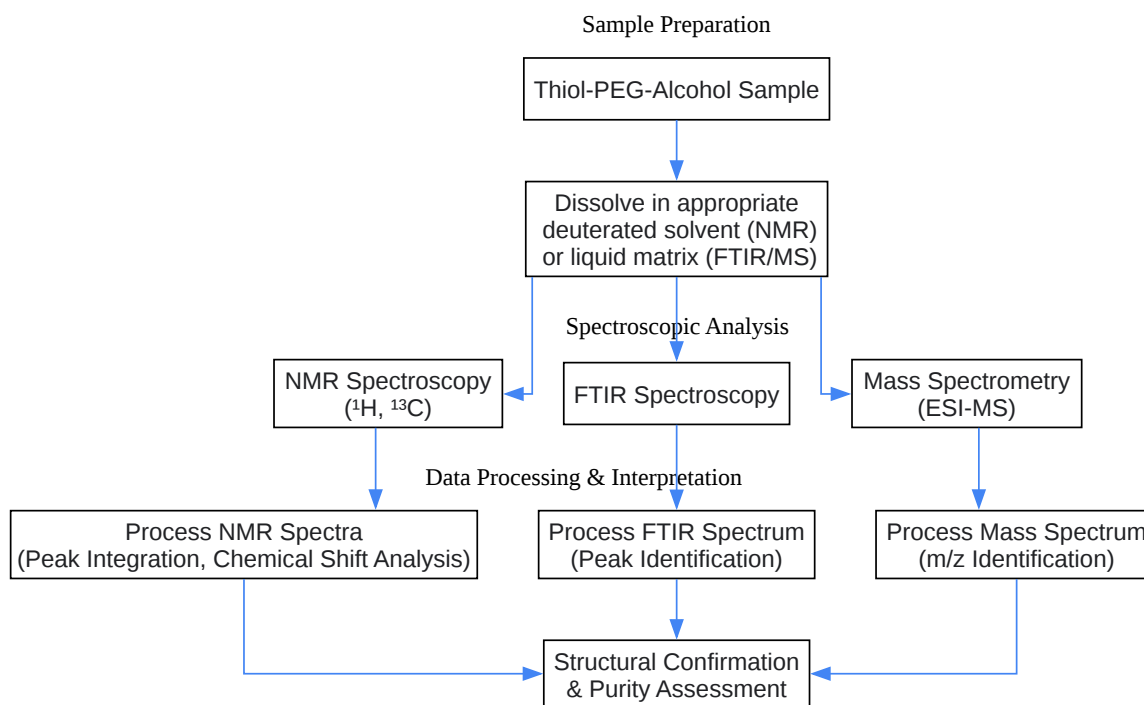 Sample Preparation
Thiol-PEG-Alcohol Sample
Dissolve in appropriate
deuterated solvent (NMR)
or liquid matrix (FTIR/MS)
Spectroscopic Analysis
NMR Spectroscopy
(¹H, ¹³C)
FTIR Spectroscopy
Mass Spectrometry
(ESI-MS)
Data Processing & Interpretation
Process NMR Spectra
(Peak Integration, Chemical Shift Analysis)
Process FTIR Spectrum
(Peak Identification)
Process Mass Spectrum
(m/z Identification)
Structural Confirmation
& Purity Assessment